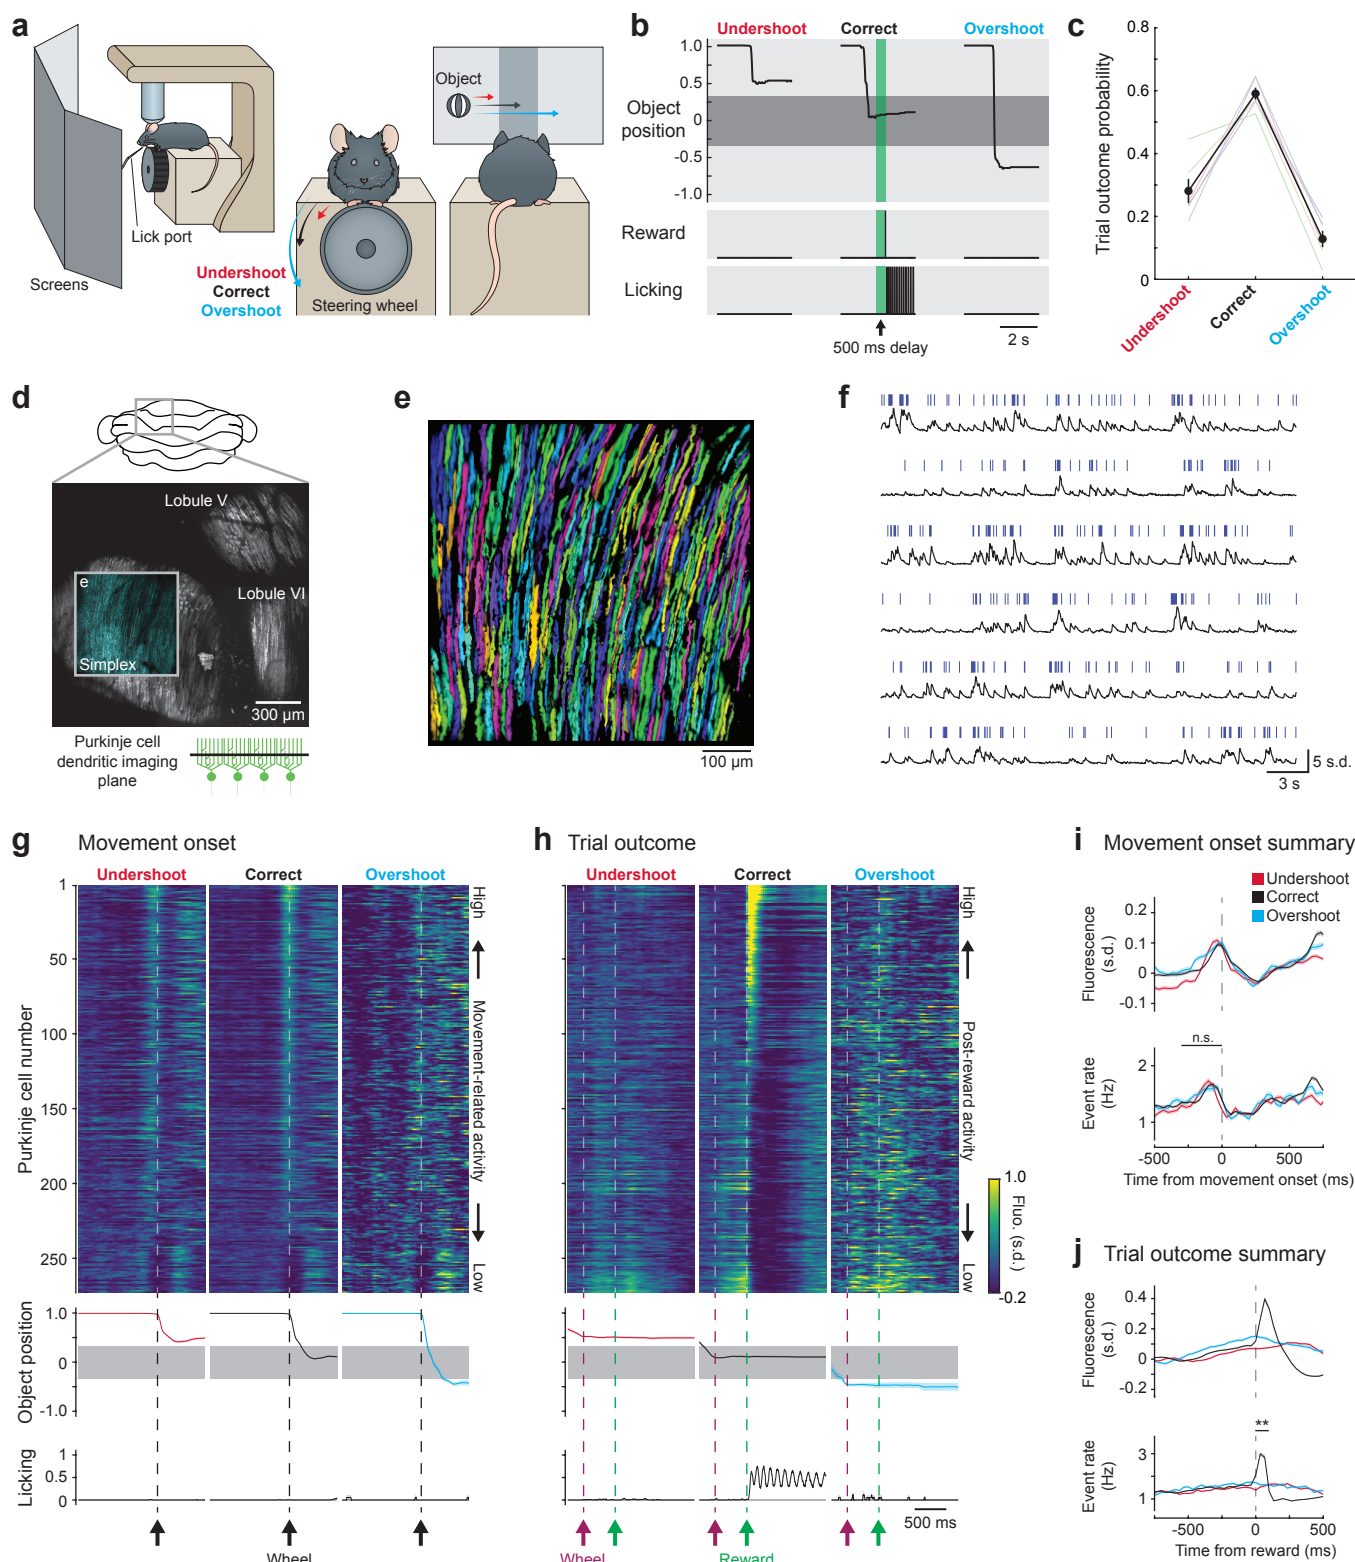 a
Object
Lick port
Screens
Undershoot
Correct
Overshoot
Steering wheel
b
Undershoot
Correct
Overshoot
1.0
0.5
0
-0.5
-1.0
Object
position
Reward
Licking
500 ms delay
2 s
c
0.8
0.6
0.4
0.2
0
Trial outcome probability
Undershoot
Correct
Overshoot
d
Lobule V
Lobule VI
e
Simplex
300 µm
Purkinje cell
dendritic imaging
plane
e
100 µm
f
5 s.d.
3 s
g Movement onset
Undershoot
Correct
Overshoot
1
50
100
150
200
250
Purkinje cell number
High
Movement-related activity
Low
1.0
0
-1.0
Object position
1
0.5
0
Licking
Wheel
h Trial outcome
Undershoot
Correct
Overshoot
High
Post-reward activity
Low
1.0
Fluo. (s.d.)
-0.2
500 ms
Wheel
Reward
i Movement onset summary
Undershoot
Correct
Overshoot
Fluorescence
(s.d.)
0.2
0.1
0
-0.1
n.s.
Event rate
(Hz)
2
1
-500
0
500
Time from movement onset (ms)
j Trial outcome summary
Fluorescence
(s.d.)
0.4
0.2
0
-0.2
**
Event rate
(Hz)
3
1
-500
0
500
Time from reward (ms)